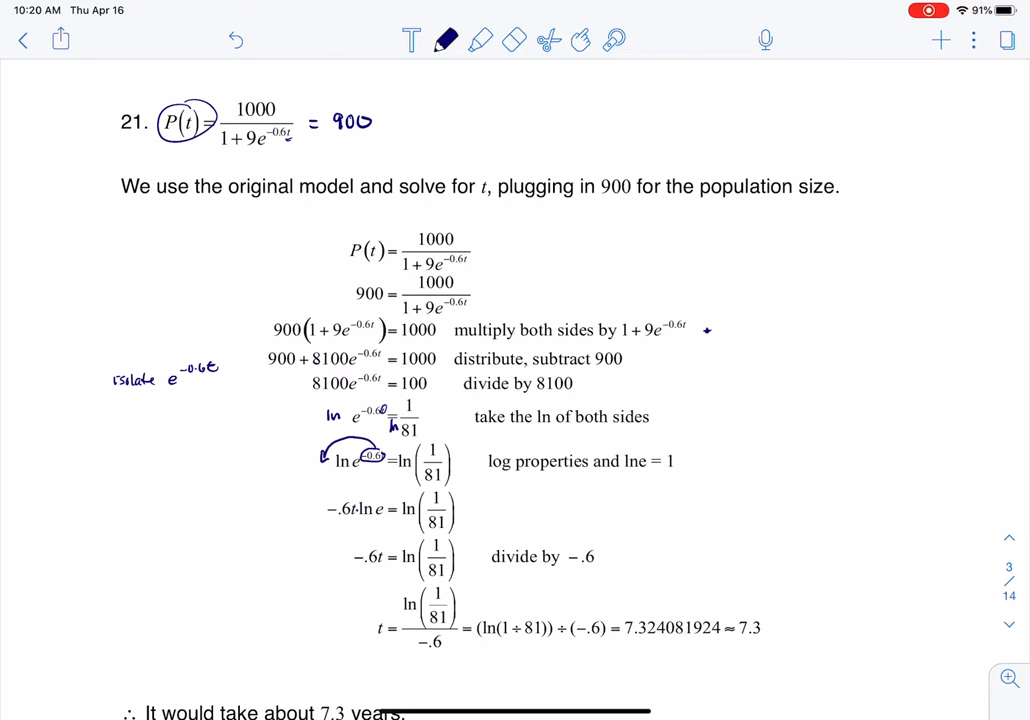 10:20 AM Thu Apr 16 91%
21. P(t)= 1000 / 1+9e^–0.6t = 900
We use the original model and solve for t, plugging in 900 for the population size.
P(t)= 1000 / 1+9e^–0.6t
900 = 1000 / 1+9e^–0.6t
900(1+9e^–0.6t)=1000 multiply both sides by 1+9e^–0.6t
900+8100e^–0.6t =1000 distribute, subtract 900
isolate e^-0.6t
8100e^–0.6t =100 divide by 8100
ln e^–0.6t = ln 1/81 take the ln of both sides
ln e^–0.6t =ln(1/81) log properties and lne = 1
–.6t·ln e = ln(1/81)
–.6t = ln(1/81) divide by –.6
t = ln(1/81) / –.6 = (ln(1÷81))÷(–.6) = 7.324081924 ≈ 7.3
∴ It would take about 7.3 years.
3
/
14